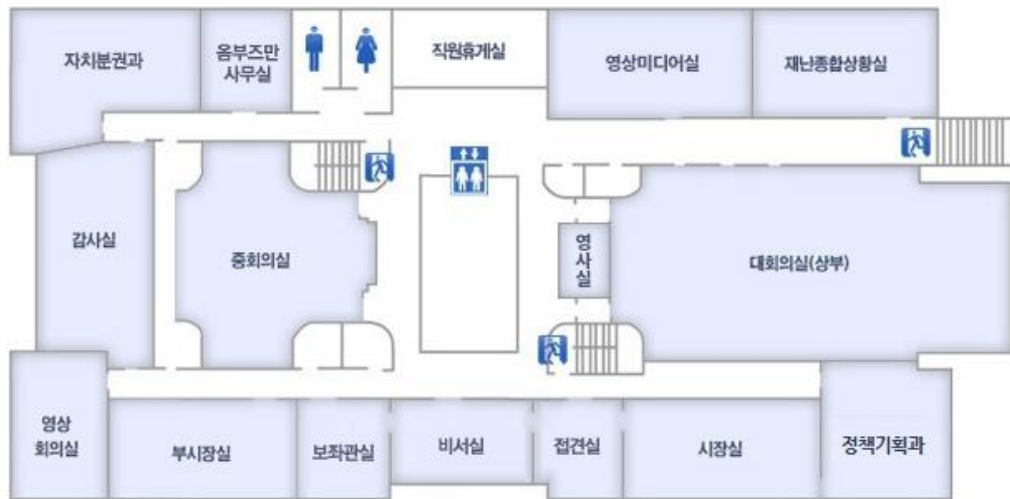 자치분권과
옴부즈만
사무실
직원휴게실
영상미디어실
재난종합상황실
감사실
중회의실
영사실
대회의실(상부)
영상
회의실
부시장실
보좌관실
비서실
접견실
시장실
정책기획과